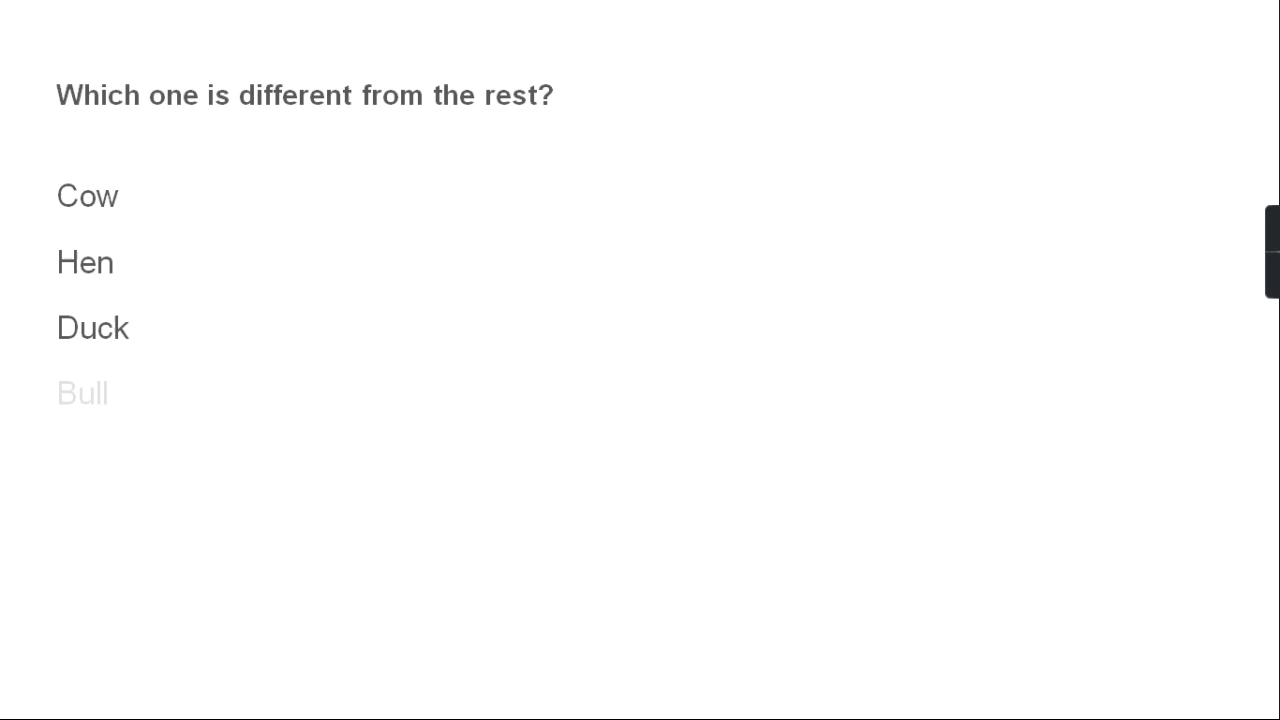 Which one is different from the rest?
Cow
Hen
Duck
Bull